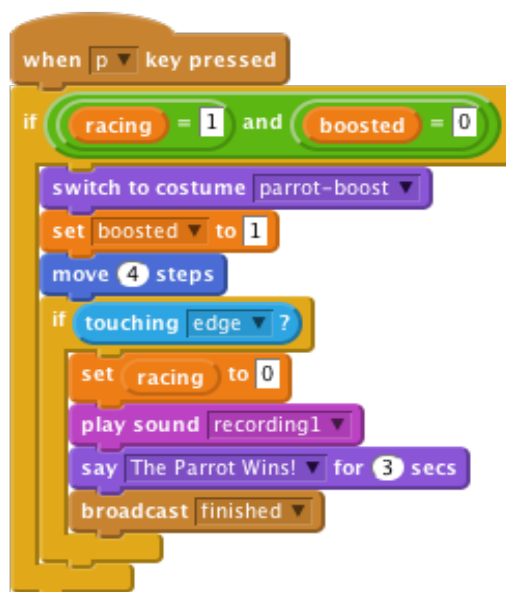 when p ▼ key pressed
if racing = 1 and boosted = 0
switch to costume parrot-boost ▼
set boosted ▼ to 1
move 4 steps
if touching edge ▼ ?
set racing to 0
play sound recording1 ▼
say The Parrot Wins! ▼ for 3 secs
broadcast finished ▼